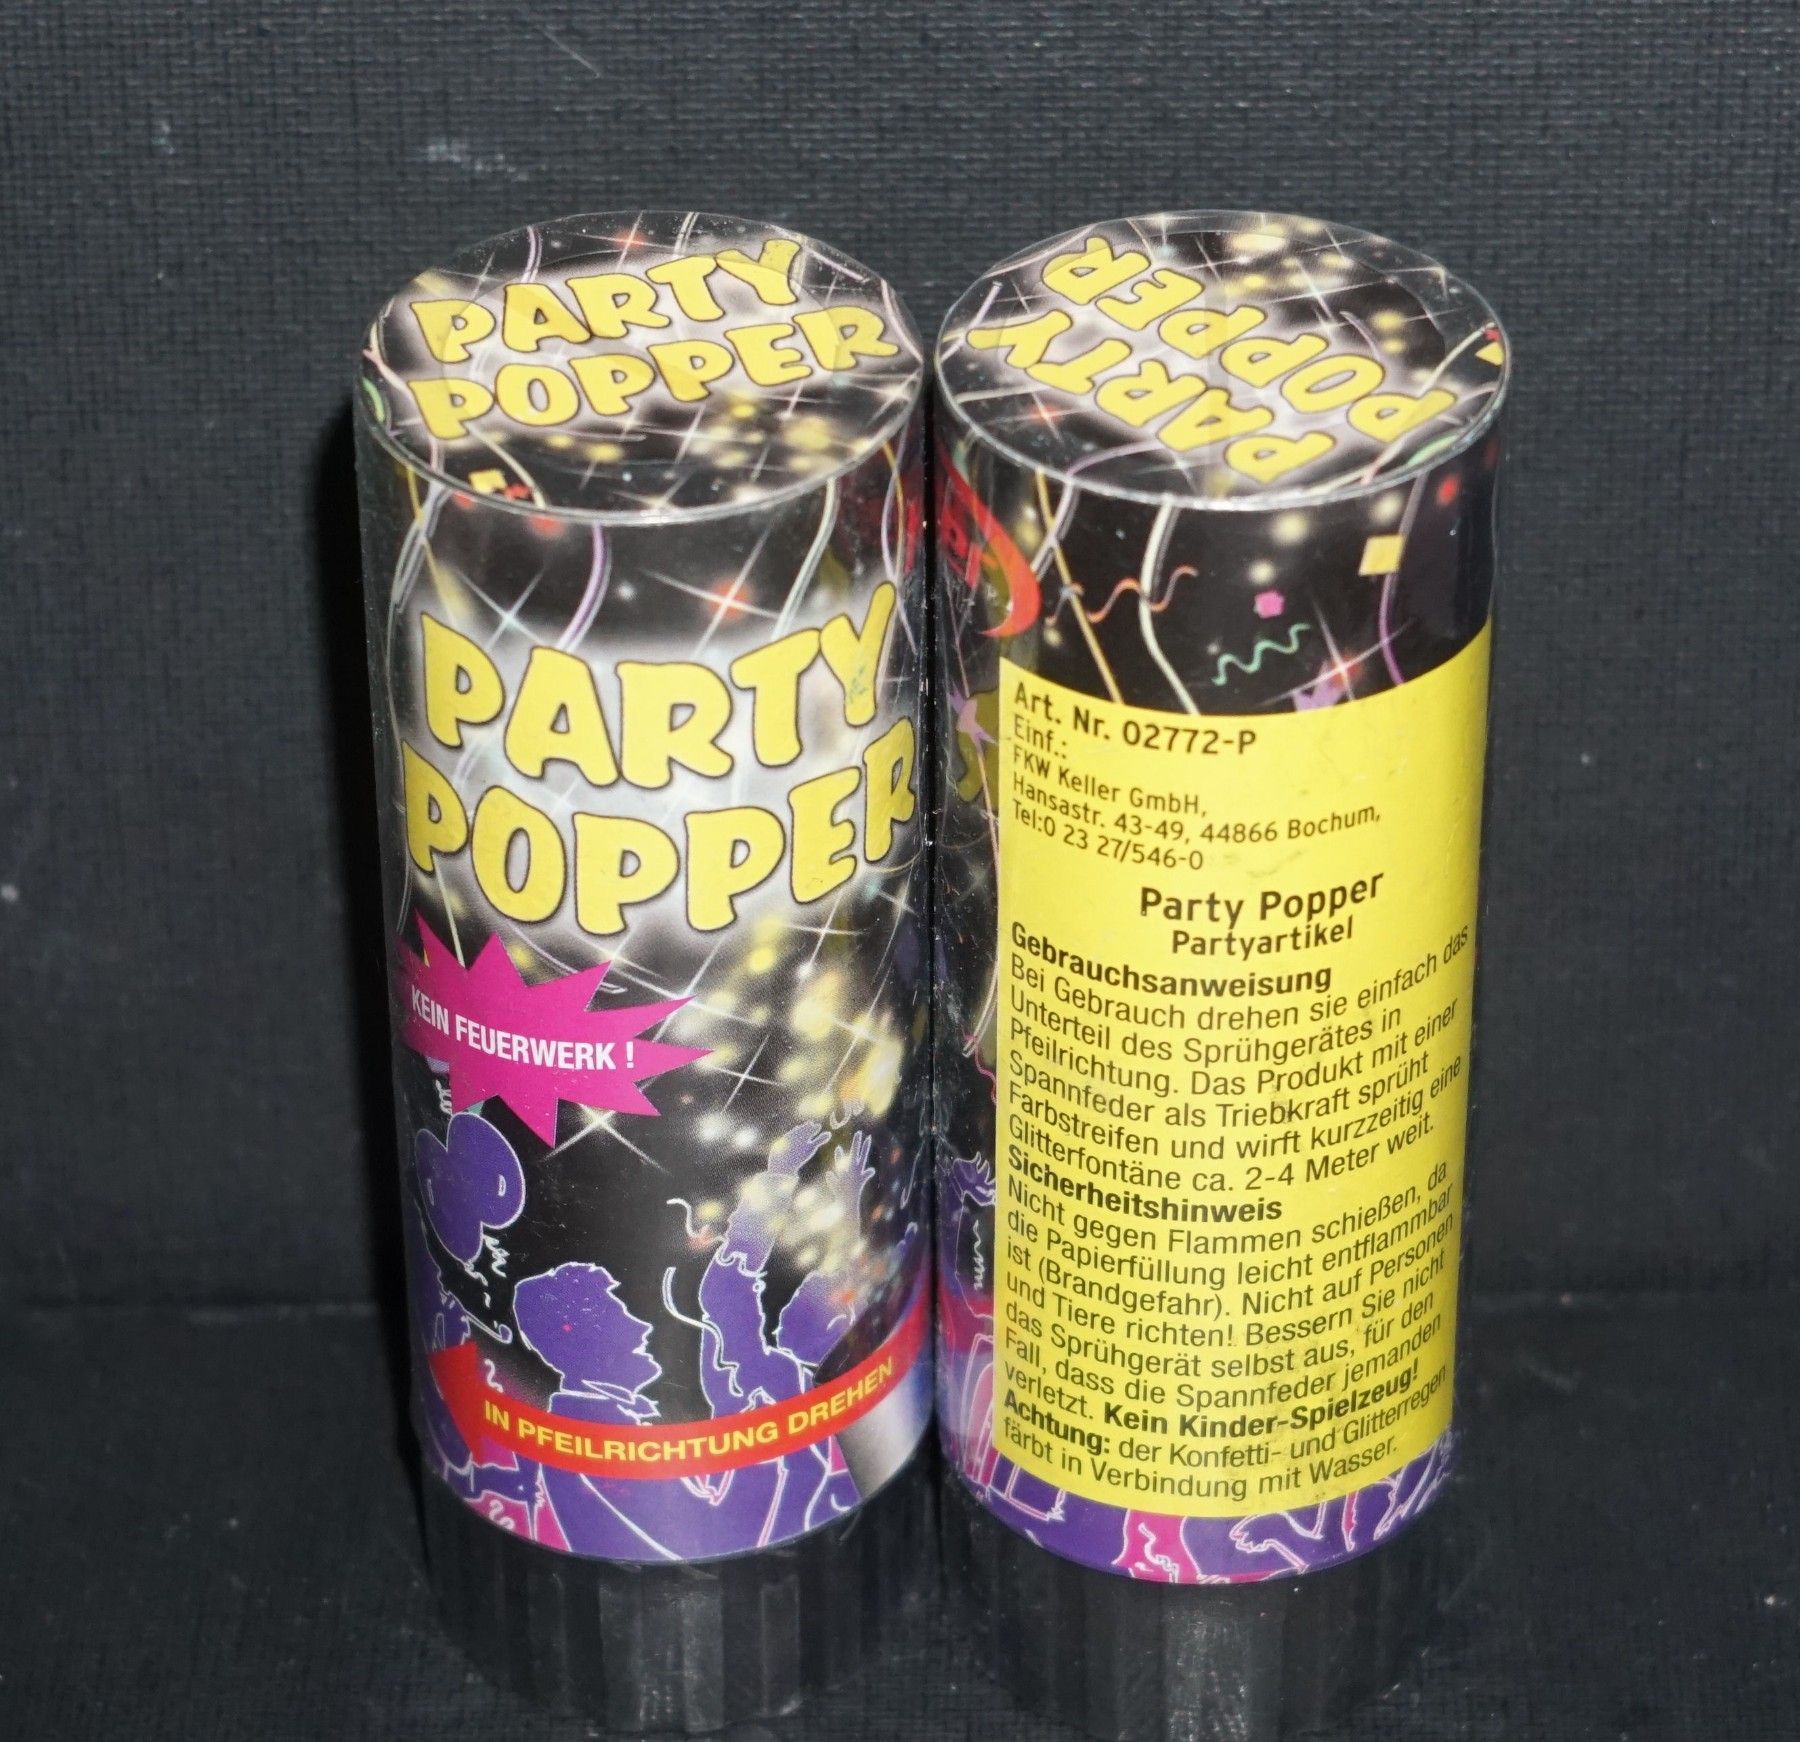 PARTY
POPPER
PARTY
POPPER
KEIN FEUERWERK !
IN PFEILRICHTUNG DREHEN
PARTY
POPPER
Art. Nr. 02772-P
Einf.:
FKW Keller GmbH,
Hansastr. 43-49, 44866 Bochum,
Tel:0 23 27/546-0
Party Popper
Partyartikel
Gebrauchsanweisung
Bei Gebrauch drehen sie einfach das
Unterteil des Sprühgerätes in
Pfeilrichtung. Das Produkt mit einer
Spannfeder als Triebkraft sprüht
Farbstreifen und wirft kurzzeitig eine
Glitterfontäne ca. 2-4 Meter weit.
Sicherheitshinweis
Nicht gegen Flammen schießen, da
die Papierfüllung leicht entflammbar
ist (Brandgefahr). Nicht auf Personen
und Tiere richten! Bessern Sie nicht
das Sprühgerät selbst aus, für den
Fall, dass die Spannfeder jemanden
verletzt. Kein Kinder-Spielzeug!
Achtung: der Konfetti- und Glitterregen
färbt in Verbindung mit Wasser.